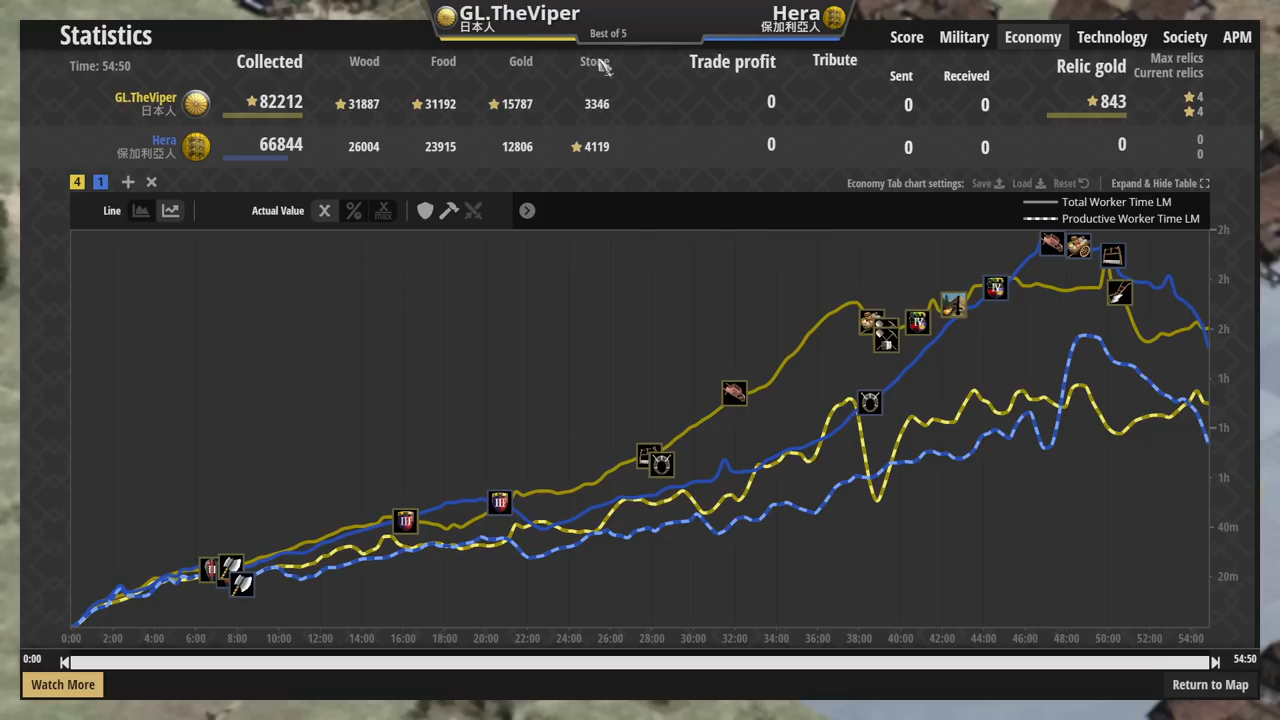 GL.TheViper
日本人
Best of 5
Hera
保加利亞人
Statistics
Score Military Economy Technology Society APM
Time: 54:50
Collected Wood Food Gold Stone Trade profit Tribute Sent Received Relic gold Max relics Current relics
GL.TheViper
日本人
82212 31887 31192 15787 3346 0 0 0 843 4 4
Hera
保加利亞人
66844 26004 23915 12806 4119 0 0 0 0 0 0
4 1 + ×
Economy Tab chart settings: Save Load Reset Expand & Hide Table
Line Actual Value X % X/max
Total Worker Time LM
Productive Worker Time LM
2h
2h
2h
1h
1h
1h
40m
20m
II
III
III
IV
IV
0:00 2:00 4:00 6:00 8:00 10:00 12:00 14:00 16:00 18:00 20:00 22:00 24:00 26:00 28:00 30:00 32:00 34:00 36:00 38:00 40:00 42:00 44:00 46:00 48:00 50:00 52:00 54:00
0:00 54:50
Watch More Return to Map